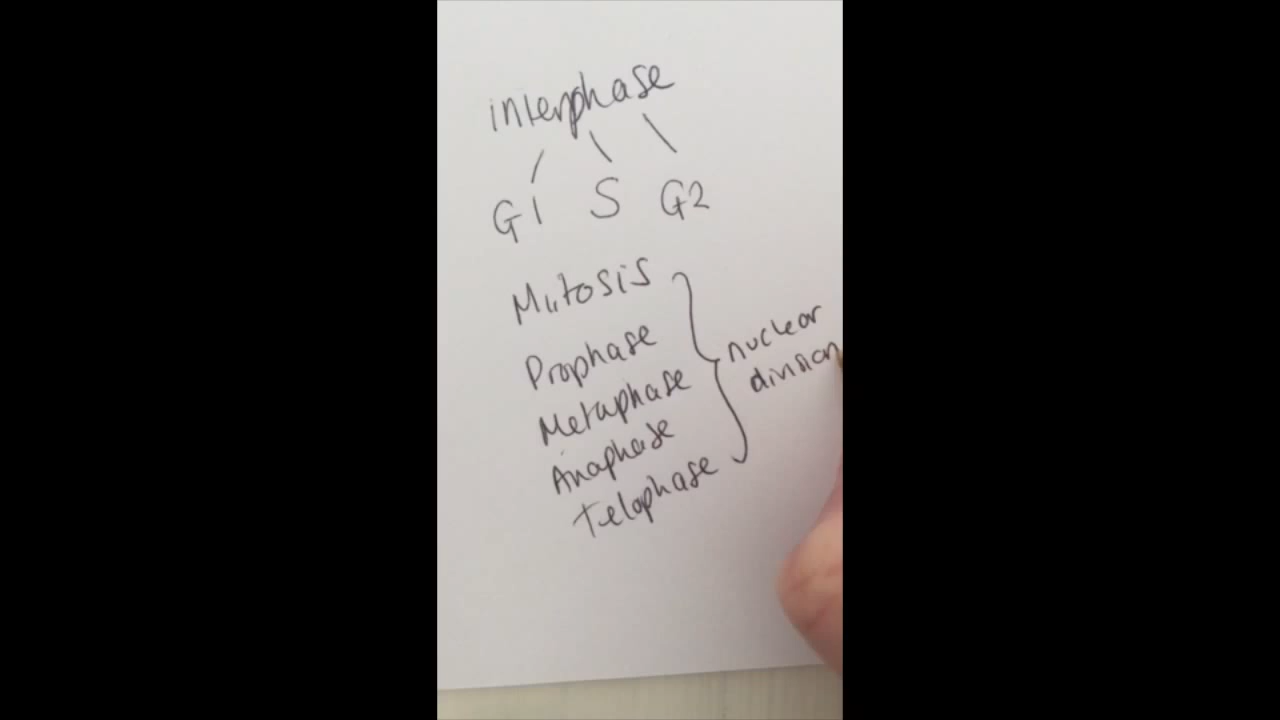 interphase
G1 S G2
Mitosis
Prophase
Metaphase
Anaphase
Telophase
nuclear
division